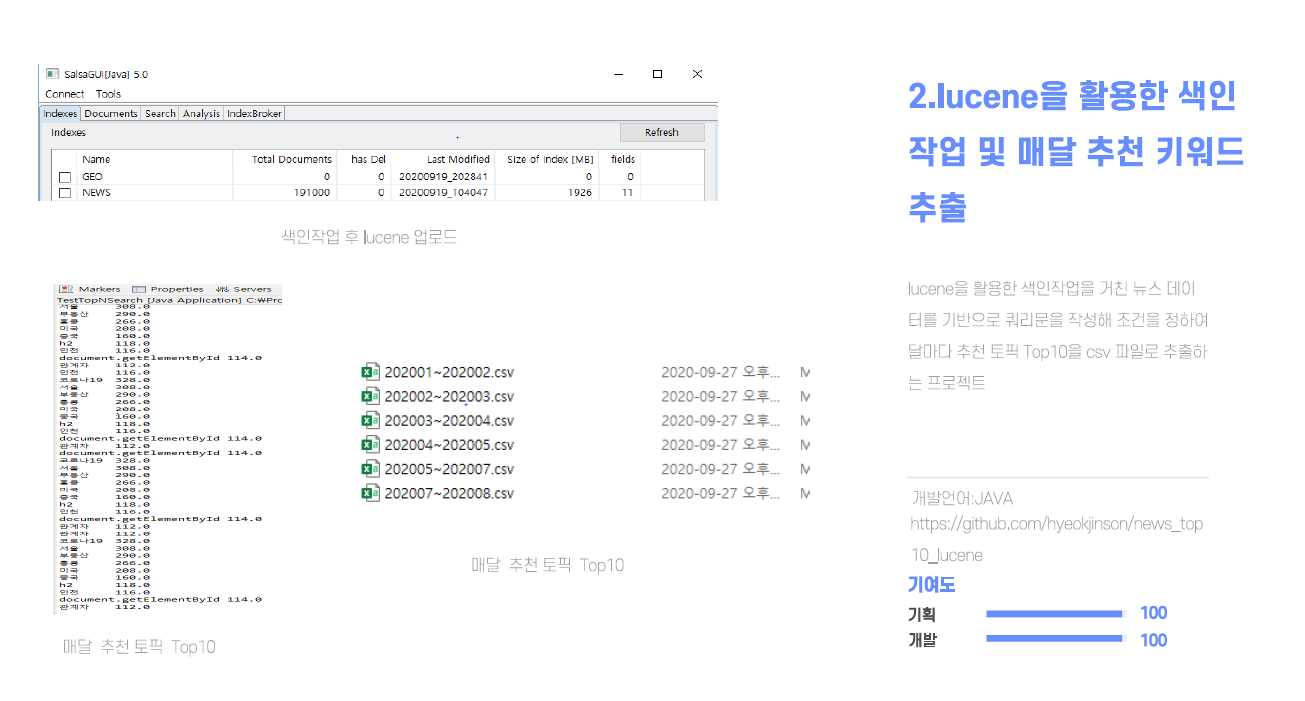 SalsaGUI[Java] 5.0
Connect Tools
Indexes Documents Search Analysis IndexBroker
Indexes Refresh
Name Total Documents has Del Last Modified Size of Index [MB] fields
GEO 0 0 20200919_202841 0 0
NEWS 191000 0 20200919_104047 1926 11
색인작업 후 lucene 업로드
Markers Properties Servers
TestTopNSearch [Java Application] C:\Prc
서울 308.0
부동산 290.0
홍콩 266.0
미국 208.0
중국 160.0
h2 118.0
인천 116.0
document.getElementById 114.0
관계자 112.0
인천 116.0
코로나19 328.0
서울 308.0
부동산 290.0
홍콩 266.0
미국 208.0
중국 160.0
h2 118.0
인천 116.0
document.getElementById 114.0
관계자 112.0
document.getElementById 114.0
코로나19 328.0
서울 308.0
부동산 290.0
홍콩 266.0
미국 208.0
중국 160.0
h2 118.0
인천 116.0
document.getElementById 114.0
관계자 112.0
관계자 112.0
코로나19 328.0
서울 308.0
부동산 290.0
홍콩 266.0
미국 208.0
중국 160.0
h2 118.0
인천 116.0
document.getElementById 114.0
관계자 112.0
매달 추천 토픽 Top10
202001~202002.csv 2020-09-27 오후... M
202002~202003.csv 2020-09-27 오후... M
202003~202004.csv 2020-09-27 오후... M
202004~202005.csv 2020-09-27 오후... M
202005~202007.csv 2020-09-27 오후... M
202007~202008.csv 2020-09-27 오후... M
매달 추천 토픽 Top10
2.lucene을 활용한 색인
작업 및 매달 추천 키워드
추출
lucene을 활용한 색인작업을 거친 뉴스 데이
터를 기반으로 쿼리문을 작성해 조건을 정하여
달마다 추천 토픽 Top10을 csv 파일로 추출하
는 프로젝트
개발언어:JAVA
https://github.com/hyeokjinson/news_top
10_lucene
기여도
기획 100
개발 100